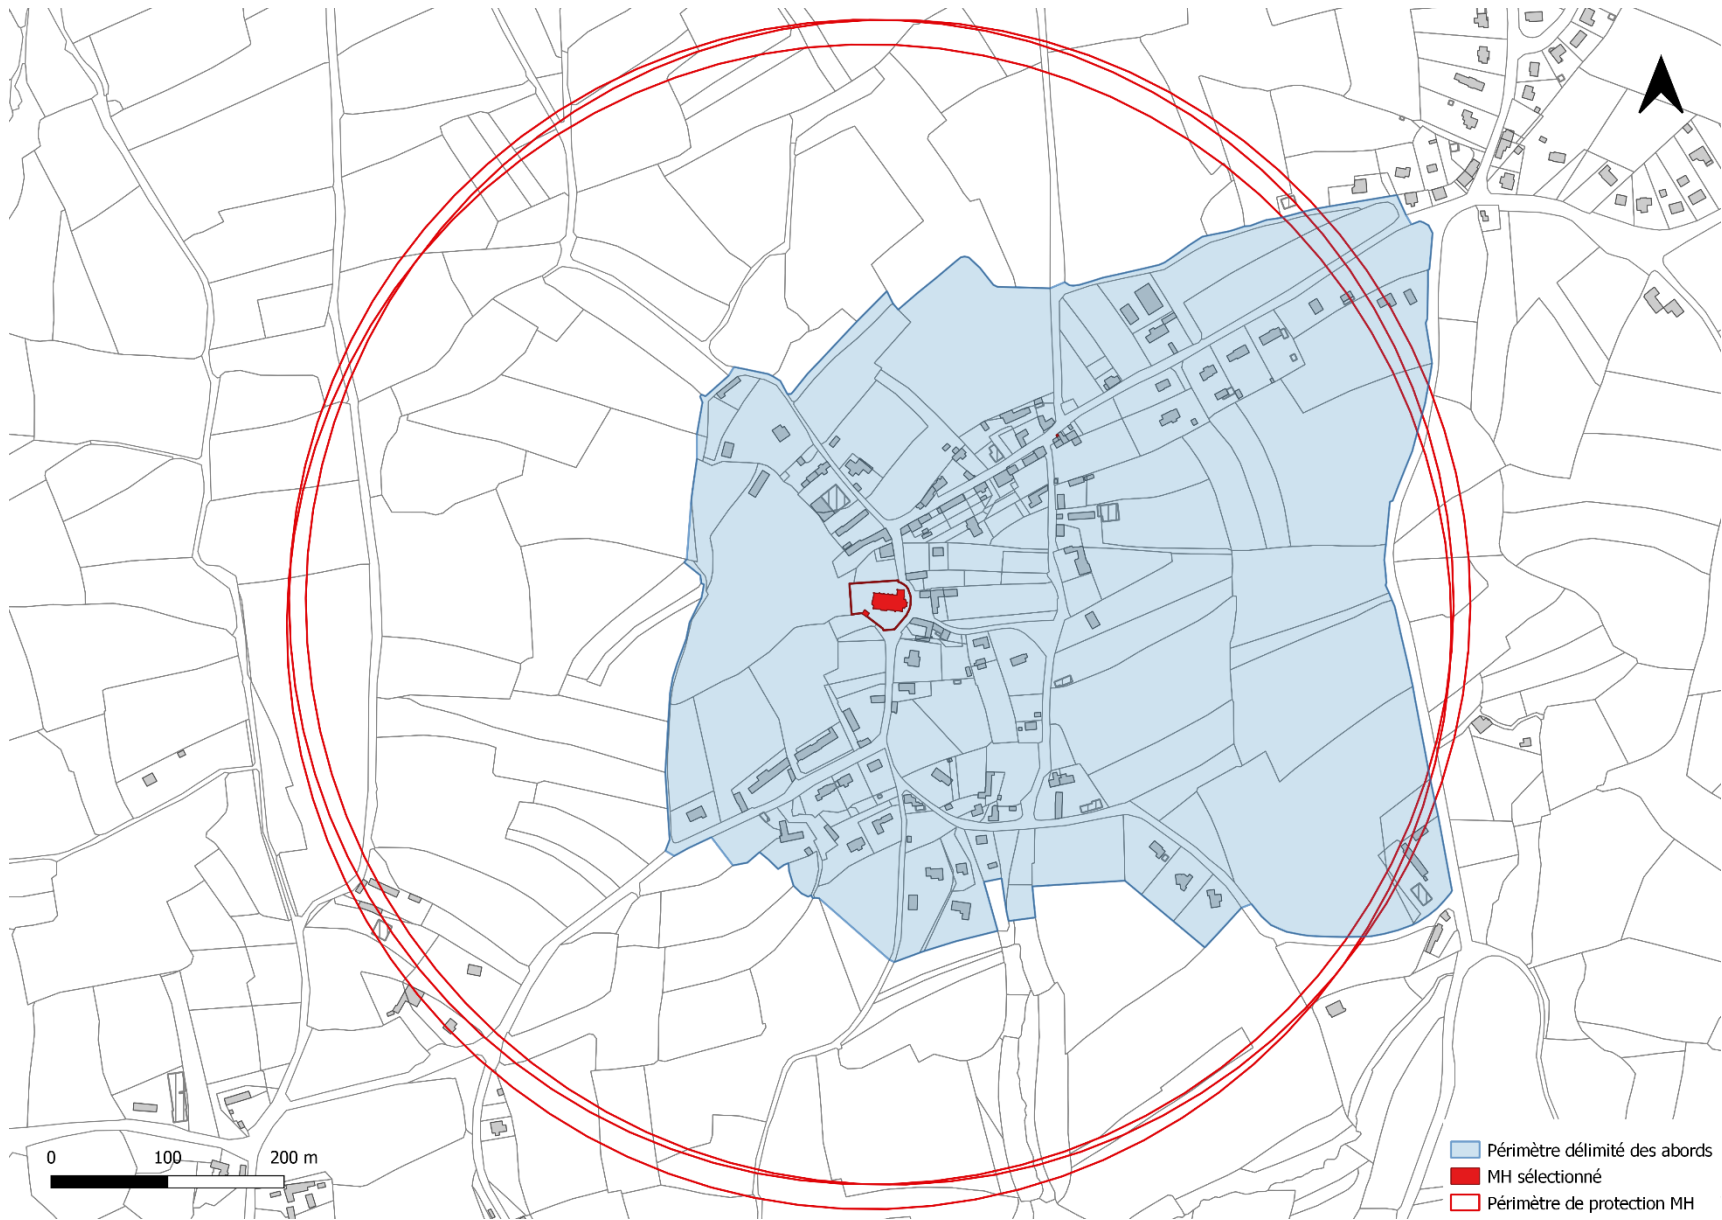 0 100 200 m
Périmètre délimité des abords
MH sélectionné
Périmètre de protection MH